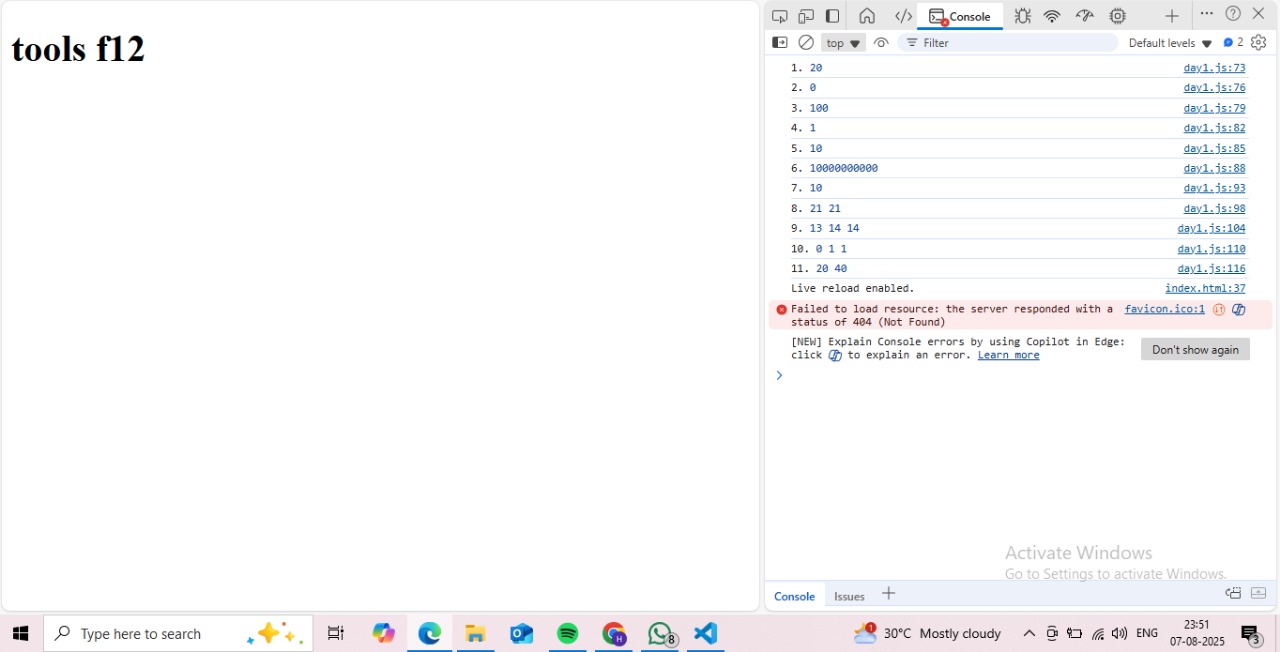 tools f12
Console
top
Filter
Default levels
2
1. 20 day1.js:73
2. 0 day1.js:76
3. 100 day1.js:79
4. 1 day1.js:82
5. 10 day1.js:85
6. 10000000000 day1.js:88
7. 10 day1.js:93
8. 21 21 day1.js:98
9. 13 14 14 day1.js:104
10. 0 1 1 day1.js:110
11. 20 40 day1.js:116
Live reload enabled. index.html:37
Failed to load resource: the server responded with a favicon.ico:1
status of 404 (Not Found)
[NEW] Explain Console errors by using Copilot in Edge:
click to explain an error. Learn more
Don't show again
Activate Windows
Go to Settings to activate Windows.
Console Issues
Type here to search
H
8
1
30°C Mostly cloudy
ENG
23:51
07-08-2025
3